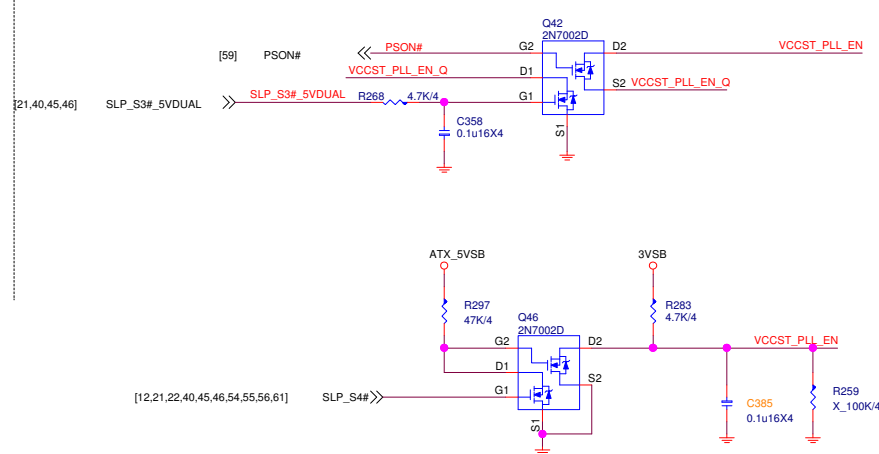 Q42
2N7002D
[59] PSON# PSON# G2 D2 VCCST_PLL_EN
VCCST_PLL_EN_Q D1 S2 VCCST_PLL_EN_Q
[21,40,45,46] SLP_S3#_5VDUAL SLP_S3#_5VDUAL R268 4.7K/4 G1
C358
0.1u16X4
S1
ATX_5VSB 3VSB
R297
47K/4
R283
4.7K/4
Q46
2N7002D
G2 D2 VCCST_PLL_EN
D1 S2
[12,21,22,40,45,46,54,55,56,61] SLP_S4# G1
S1
C385
0.1u16X4
R259
X_100K/4